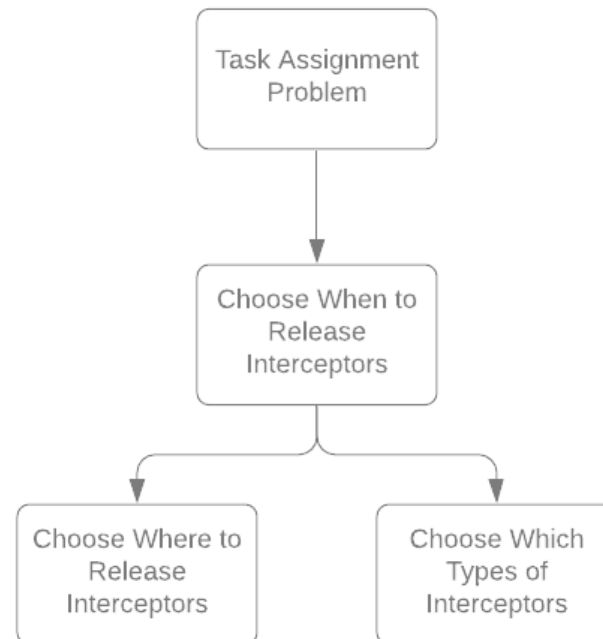 Task Assignment
Problem
Choose When to
Release
Interceptors
Choose Where to
Release
Interceptors
Choose Which
Types of
Interceptors